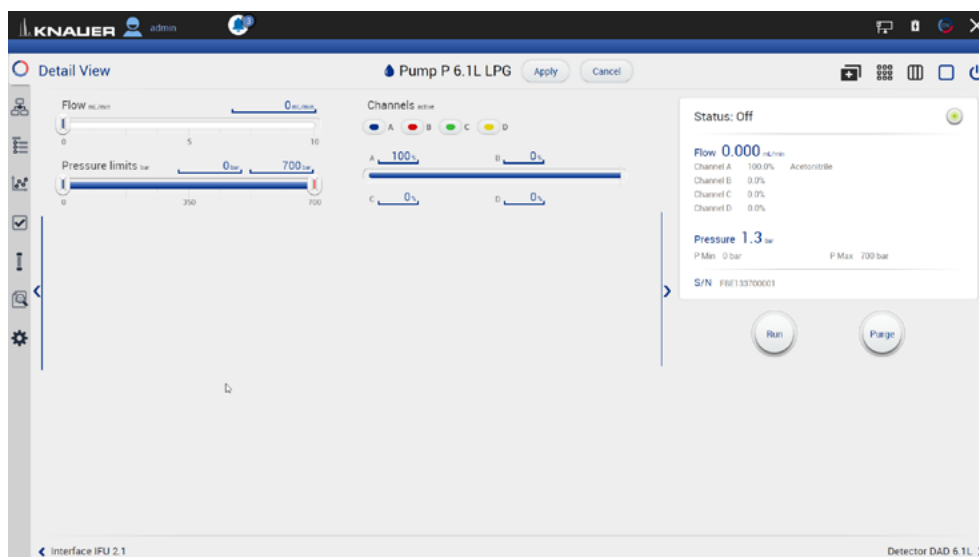 KNAUER admin 3
Detail View Pump P 6.1L LPG Apply Cancel
Flow mL/min 0 mL/min
0 5 10
Pressure limits bar 0 bar 700 bar
0 350 700
Channels active
A B C D
A 100 % B 0 %
C 0 % D 0 %
Status: Off
Flow 0.000 mL/min
Channel A 100.0% Acetonitrile
Channel B 0.0%
Channel C 0.0%
Channel D 0.0%
Pressure 1.3 bar
P Min 0 bar P Max 700 bar
S/N
Run Purge
Interface IFU 2.1 Detector DAD 6.1L